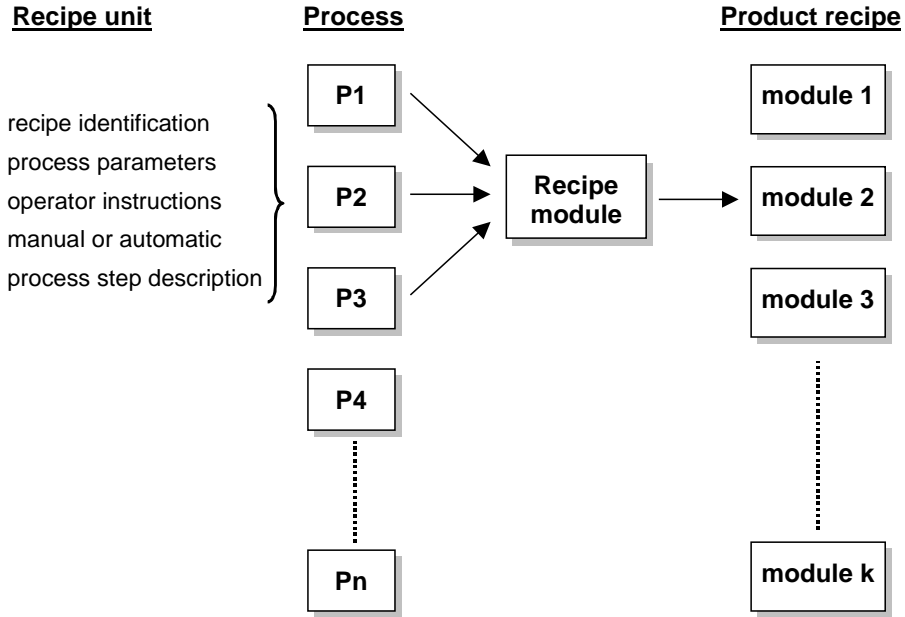 Recipe unit
Process
Product recipe
recipe identification
process parameters
operator instructions
manual or automatic
process step description
P1
P2
P3
P4
Pn
Recipe
module
module 1
module 2
module 3
module k